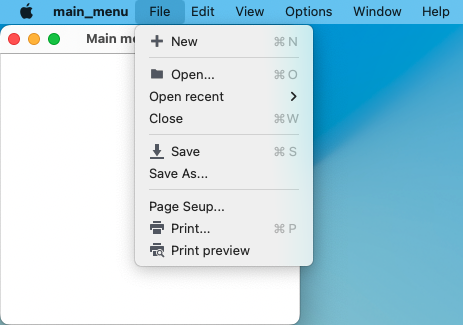 main_menu File Edit View Options Window Help
Main me
New ⌘N
Open... ⌘O
Open recent
Close ⌘W
Save ⌘S
Save As...
Page Seup...
Print... ⌘P
Print preview